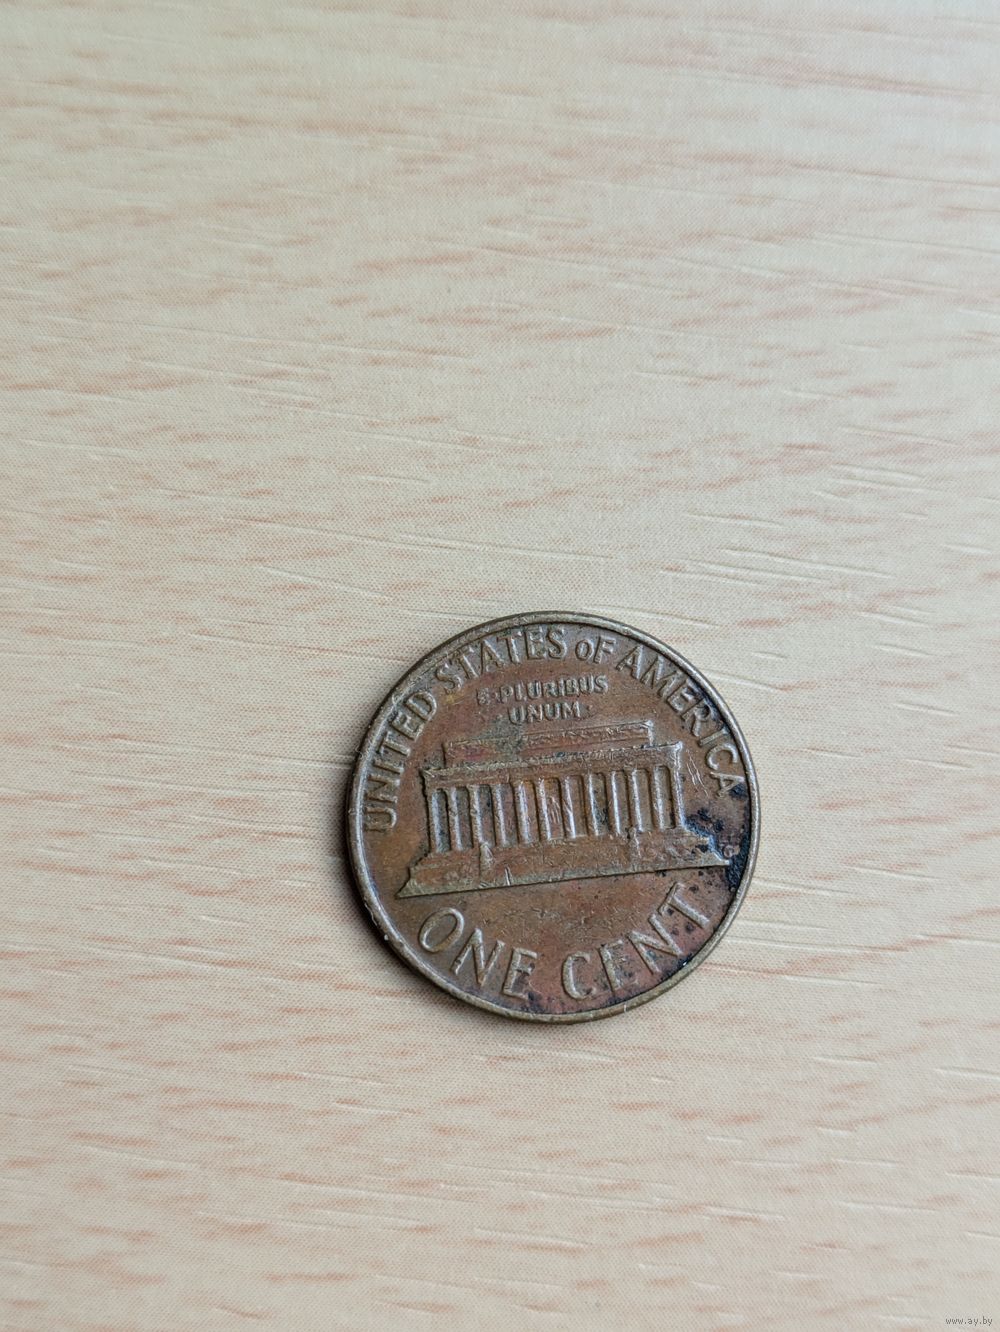 UNITED STATES OF AMERICA
E·PLURIBUS
·UNUM·
ONE CENT
www.ay.by